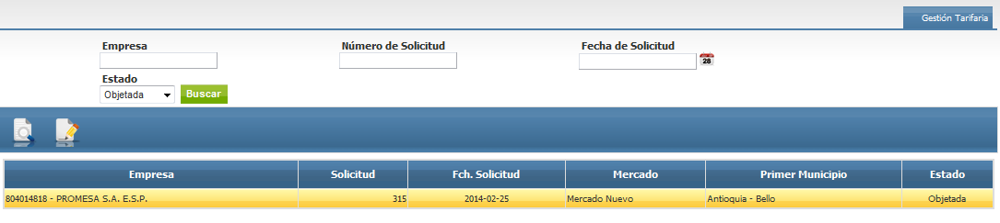 Gestión Tarifaria
Empresa Número de Solicitud Fecha de Solicitud
28
Estado
Objetada Buscar
Empresa Solicitud Fch. Solicitud Mercado Primer Municipio Estado
804014818 - PROMESA S.A. E.S.P. 315 2014-02-25 Mercado Nuevo Antioquia - Bello Objetada